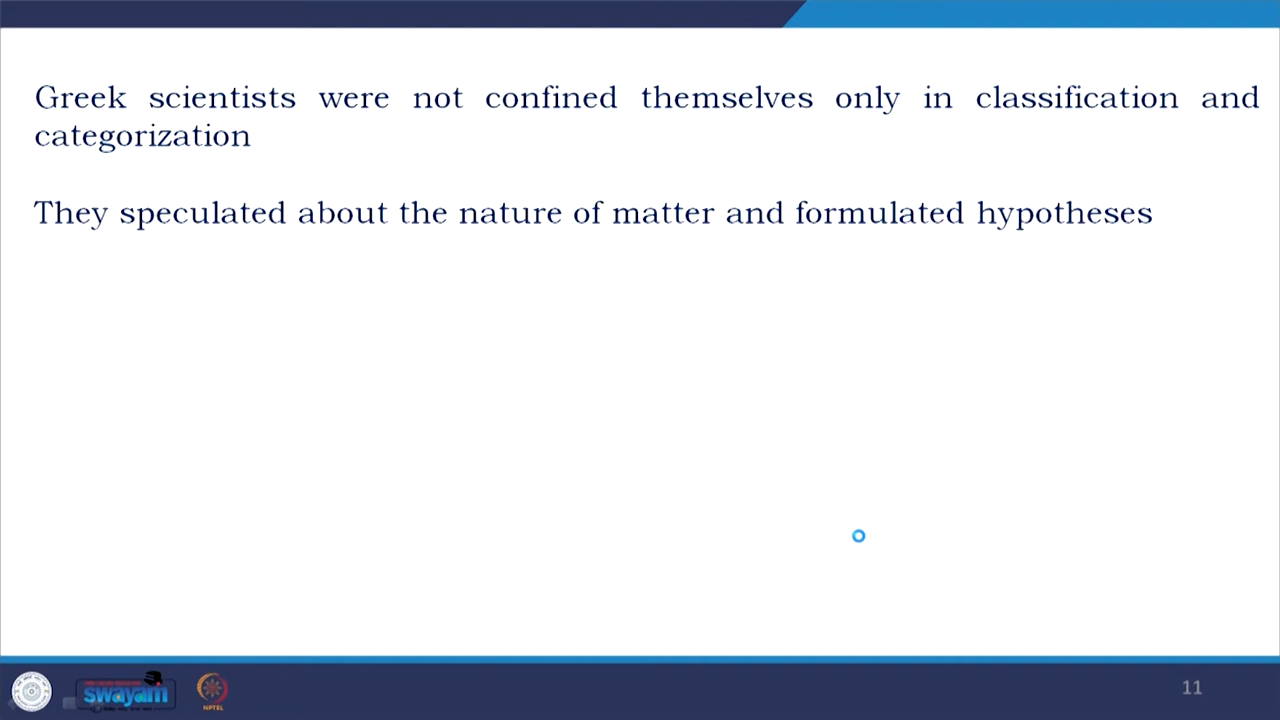 Greek scientists were not confined themselves only in classification and
categorization
They speculated about the nature of matter and formulated hypotheses
swayam
NPTEL
11